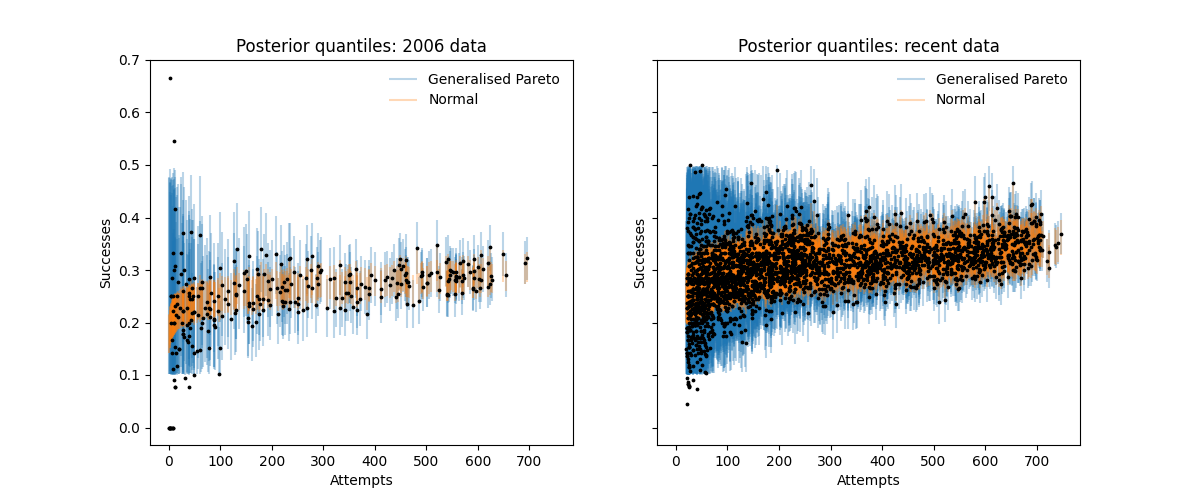 Posterior quantiles: 2006 data
Generalised Pareto
Normal
0.7
0.6
0.5
0.4
0.3
0.2
0.1
0.0
Successes
0 100 200 300 400 500 600 700
Attempts
Posterior quantiles: recent data
Generalised Pareto
Normal
Successes
0 100 200 300 400 500 600 700
Attempts